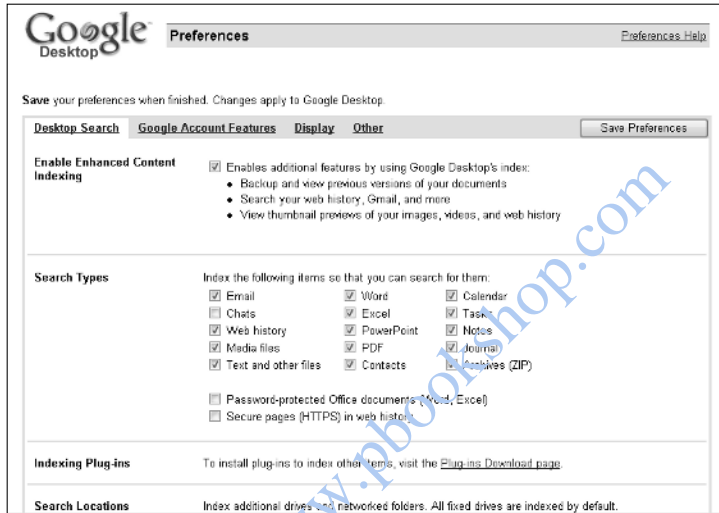 Google
Desktop
Preferences
Preferences Help
Save your preferences when finished. Changes apply to Google Desktop.
Desktop Search Google Account Features Display Other Save Preferences
Enable Enhanced Content Indexing
Enables additional features by using Google Desktop's index:
• Backup and view previous versions of your documents
• Search your web history, Gmail, and more
• View thumbnail previews of your images, videos, and web history
Search Types
Index the following items so that you can search for them:
Email Word Calendar
Chats Excel Tasks
Web history PowerPoint Notes
Media files PDF Journal
Text and other files Contacts Archives (ZIP)
Password-protected Office documents (Word, Excel)
Secure pages (HTTPS) in web history
Indexing Plug-ins
To install plug-ins to index other items, visit the Plug-ins Download page.
Search Locations
Index additional drives and networked folders. All fixed drives are indexed by default.
www.pbookshop.com